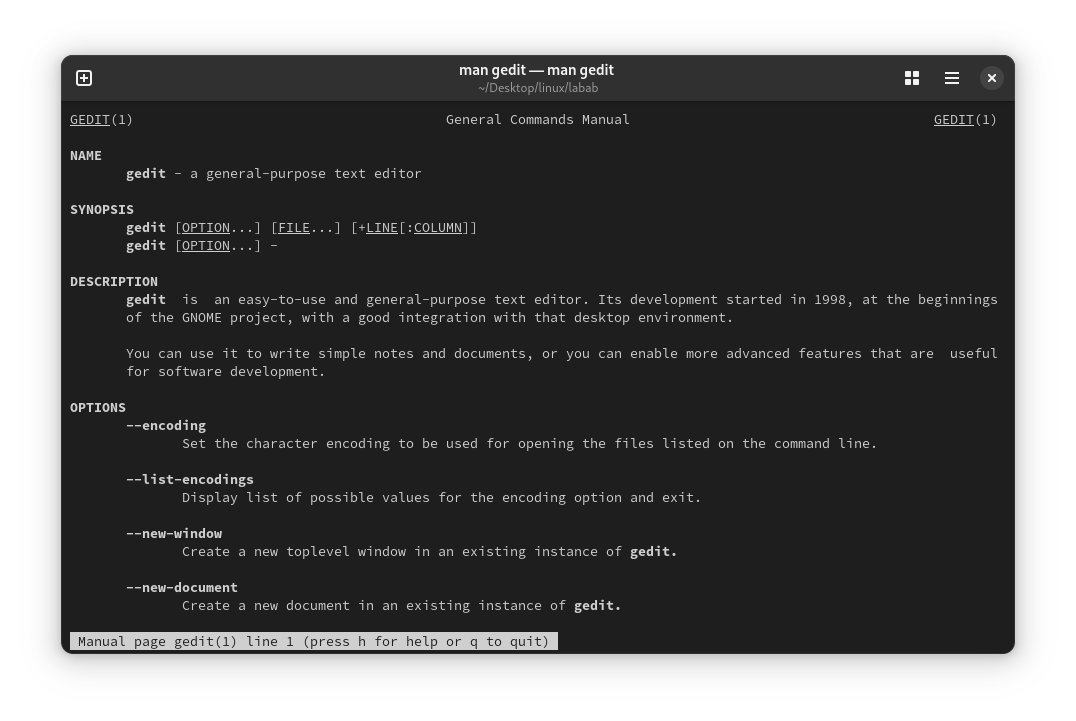 man gedit — man gedit
~/Desktop/linux/labab
GEDIT(1) General Commands Manual GEDIT(1)
NAME
gedit - a general-purpose text editor
SYNOPSIS
gedit [OPTION...] [FILE...] [+LINE[:COLUMN]]
gedit [OPTION...] -
DESCRIPTION
gedit is an easy-to-use and general-purpose text editor. Its development started in 1998, at the beginnings
of the GNOME project, with a good integration with that desktop environment.
You can use it to write simple notes and documents, or you can enable more advanced features that are useful
for software development.
OPTIONS
--encoding
Set the character encoding to be used for opening the files listed on the command line.
--list-encodings
Display list of possible values for the encoding option and exit.
--new-window
Create a new toplevel window in an existing instance of gedit.
--new-document
Create a new document in an existing instance of gedit.
Manual page gedit(1) line 1 (press h for help or q to quit)